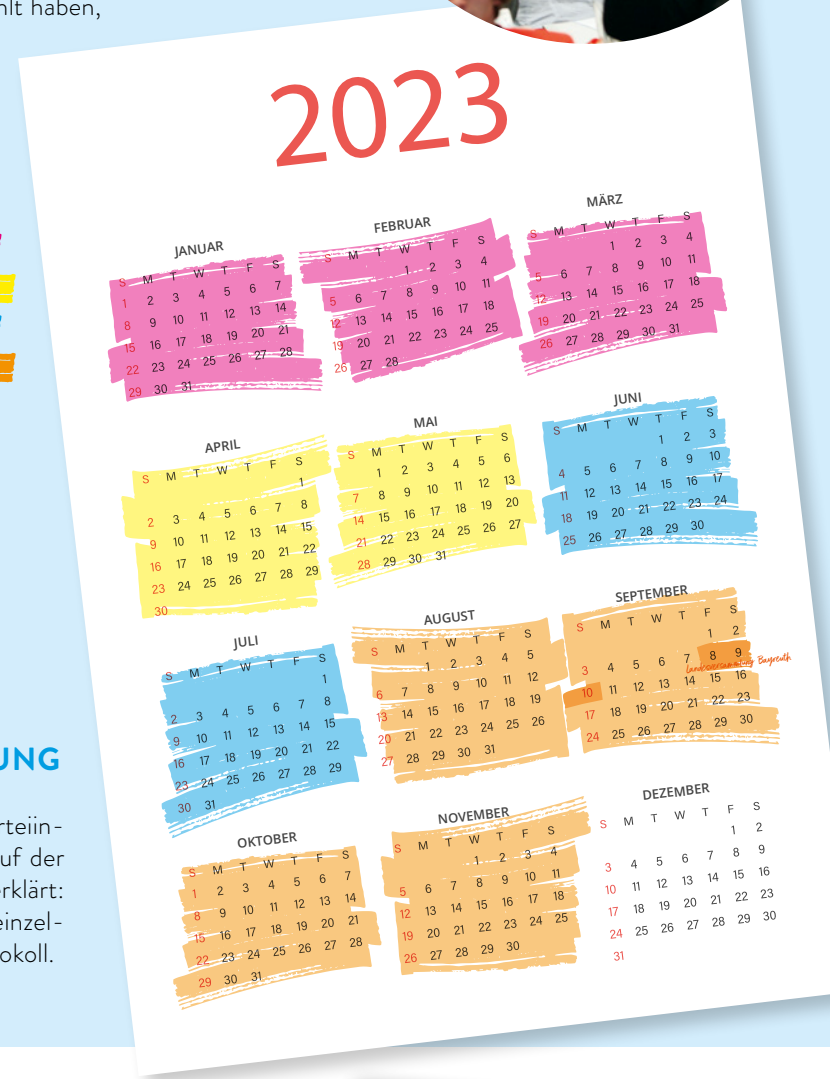 hlt haben,
2023
JANUAR
S M T W T F S
1 2 3 4 5 6 7
8 9 10 11 12 13 14
15 16 17 18 19 20 21
22 23 24 25 26 27 28
29 30 31
FEBRUAR
S M T W T F S
1 2 3 4
5 6 7 8 9 10 11
12 13 14 15 16 17 18
19 20 21 22 23 24 25
26 27 28
MÄRZ
S M T W T F S
1 2 3 4
5 6 7 8 9 10 11
12 13 14 15 16 17 18
19 20 21 22 23 24 25
26 27 28 29 30 31
APRIL
S M T W T F S
1
2 3 4 5 6 7 8
9 10 11 12 13 14 15
16 17 18 19 20 21 22
23 24 25 26 27 28 29
30
MAI
S M T W T F S
1 2 3 4 5 6
7 8 9 10 11 12 13
14 15 16 17 18 19 20
21 22 23 24 25 26 27
28 29 30 31
JUNI
S M T W T F S
1 2 3
4 5 6 7 8 9 10
11 12 13 14 15 16 17
18 19 20 21 22 23 24
25 26 27 28 29 30
JULI
S M T W T F S
1
2 3 4 5 6 7 8
9 10 11 12 13 14 15
16 17 18 19 20 21 22
23 24 25 26 27 28 29
30 31
AUGUST
S M T W T F S
1 2 3 4 5
6 7 8 9 10 11 12
13 14 15 16 17 18 19
20 21 22 23 24 25 26
27 28 29 30 31
SEPTEMBER
S M T W T F S
1 2
3 4 5 6 7 8 9
Landesversammlung Bayreuth
10 11 12 13 14 15 16
17 18 19 20 21 22 23
24 25 26 27 28 29 30
OKTOBER
S M T W T F S
1 2 3 4 5 6 7
8 9 10 11 12 13 14
15 16 17 18 19 20 21
22 23 24 25 26 27 28
29 30 31
NOVEMBER
S M T W T F S
1 2 3 4
5 6 7 8 9 10 11
12 13 14 15 16 17 18
19 20 21 22 23 24 25
26 27 28 29 30
DEZEMBER
S M T W T F S
1 2
3 4 5 6 7 8 9
10 11 12 13 14 15 16
17 18 19 20 21 22 23
24 25 26 27 28 29 30
31
UNG
rteiin-
uf der
erklärt:
einzel-
okoll.